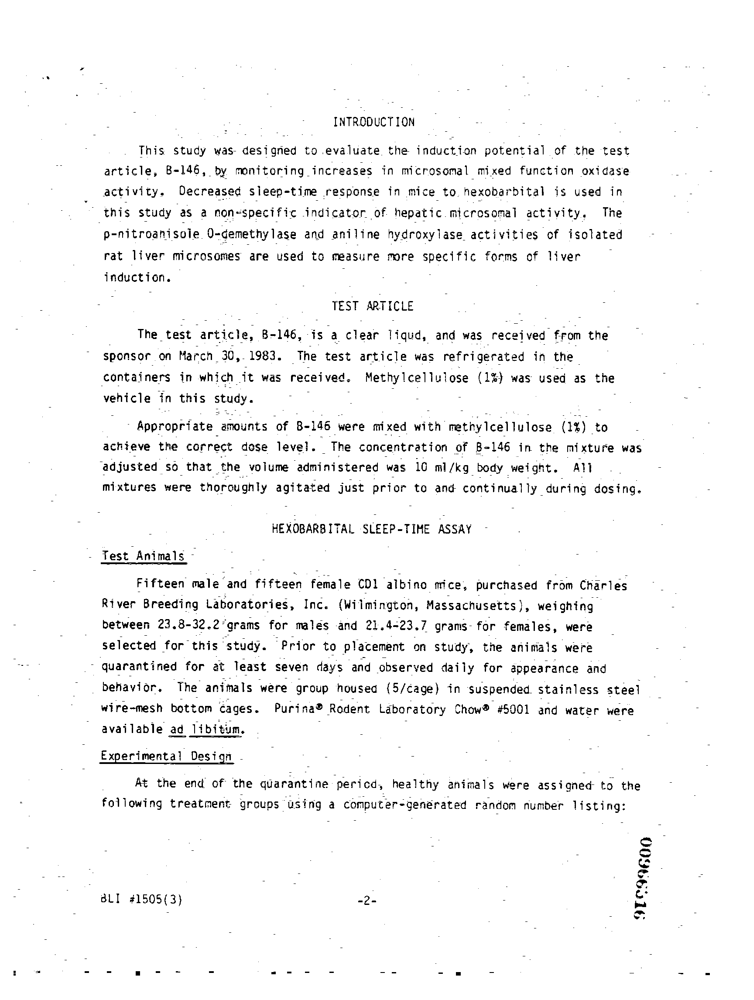 INTRODUCTION
This study was designed to evaluate the induction potential of the test
article, B-146, by monitoring increases in microsomal mixed function oxidase
activity. Decreased sleep-time response in mice to hexobarbital is used in
this study as a non-specific indicator of hepatic microsomal activity. The
p-nitroanisole O-demethylase and aniline hydroxylase activities of isolated
rat liver microsomes are used to measure more specific forms of liver
induction.
TEST ARTICLE
The test article, B-146, is a clear liqud, and was received from the
sponsor on March 30, 1983. The test article was refrigerated in the
containers in which it was received. Methylcellulose (1%) was used as the
vehicle in this study.
Appropriate amounts of B-146 were mixed with methylcellulose (1%) to
achieve the correct dose level. The concentration of B-146 in the mixture was
adjusted so that the volume administered was 10 ml/kg body weight. All
mixtures were thoroughly agitated just prior to and continually during dosing.
HEXOBARBITAL SLEEP-TIME ASSAY
Test Animals
Fifteen male and fifteen female CD1 albino mice, purchased from Charles
River Breeding Laboratories, Inc. (Wilmington, Massachusetts), weighing
between 23.8-32.2 grams for males and 21.4-23.7 grams for females, were
selected for this study. Prior to placement on study, the animals were
quarantined for at least seven days and observed daily for appearance and
behavior. The animals were group housed (5/cage) in suspended stainless steel
wire-mesh bottom cages. Purina® Rodent Laboratory Chow® #5001 and water were
available ad libitum.
Experimental Design
At the end of the quarantine period, healthy animals were assigned to the
following treatment groups using a computer-generated random number listing:
BLI #1505(3)
-2-
00966516